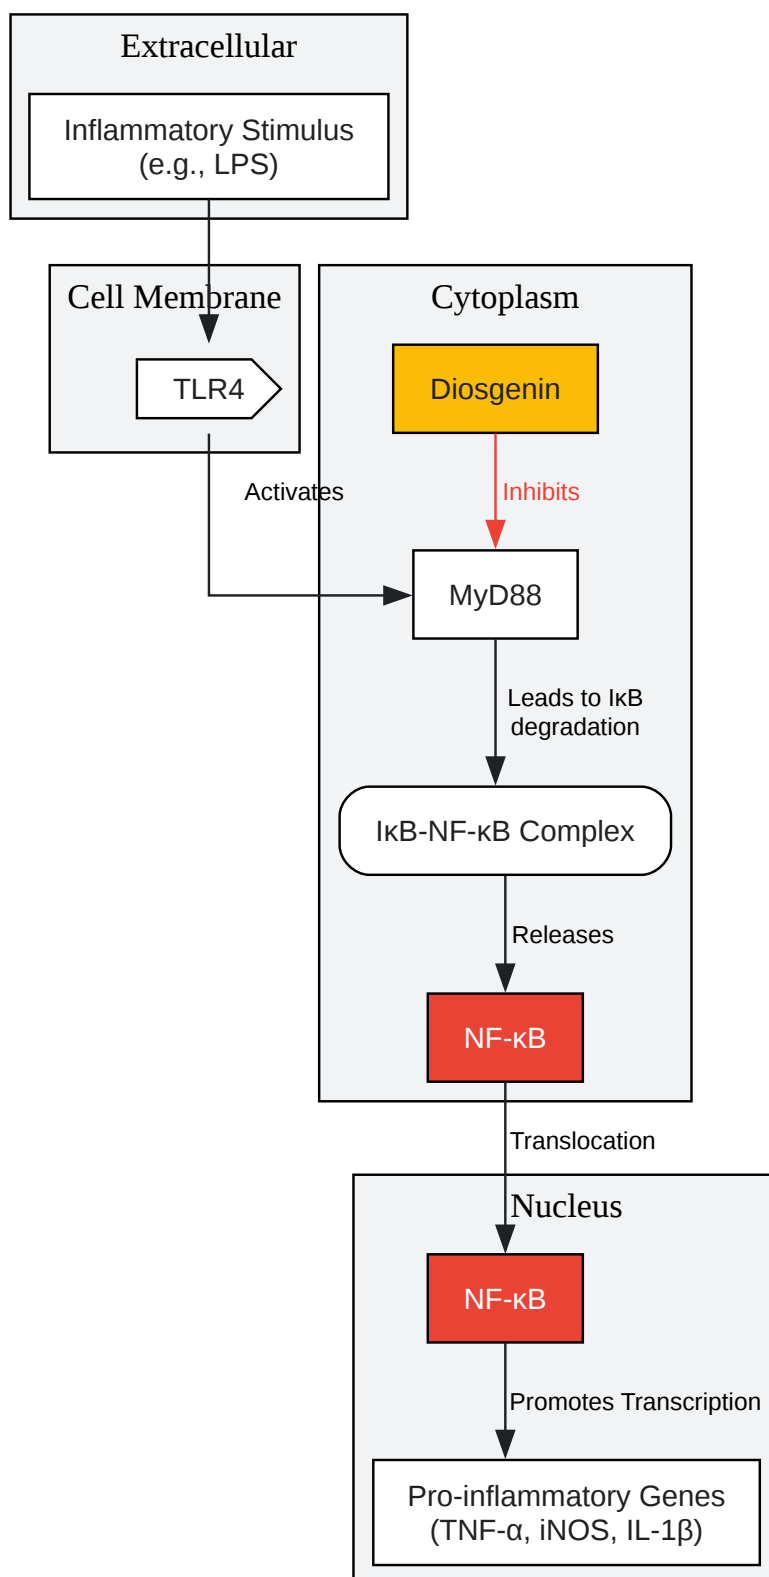 Extracellular
Inflammatory Stimulus
(e.g., LPS)
Cell Membrane
TLR4
Activates
Cytoplasm
Diosgenin
Inhibits
MyD88
Leads to IκB
degradation
IκB-NF-κB Complex
Releases
NF-κB
Translocation
Nucleus
NF-κB
Promotes Transcription
Pro-inflammatory Genes
(TNF-α, iNOS, IL-1β)